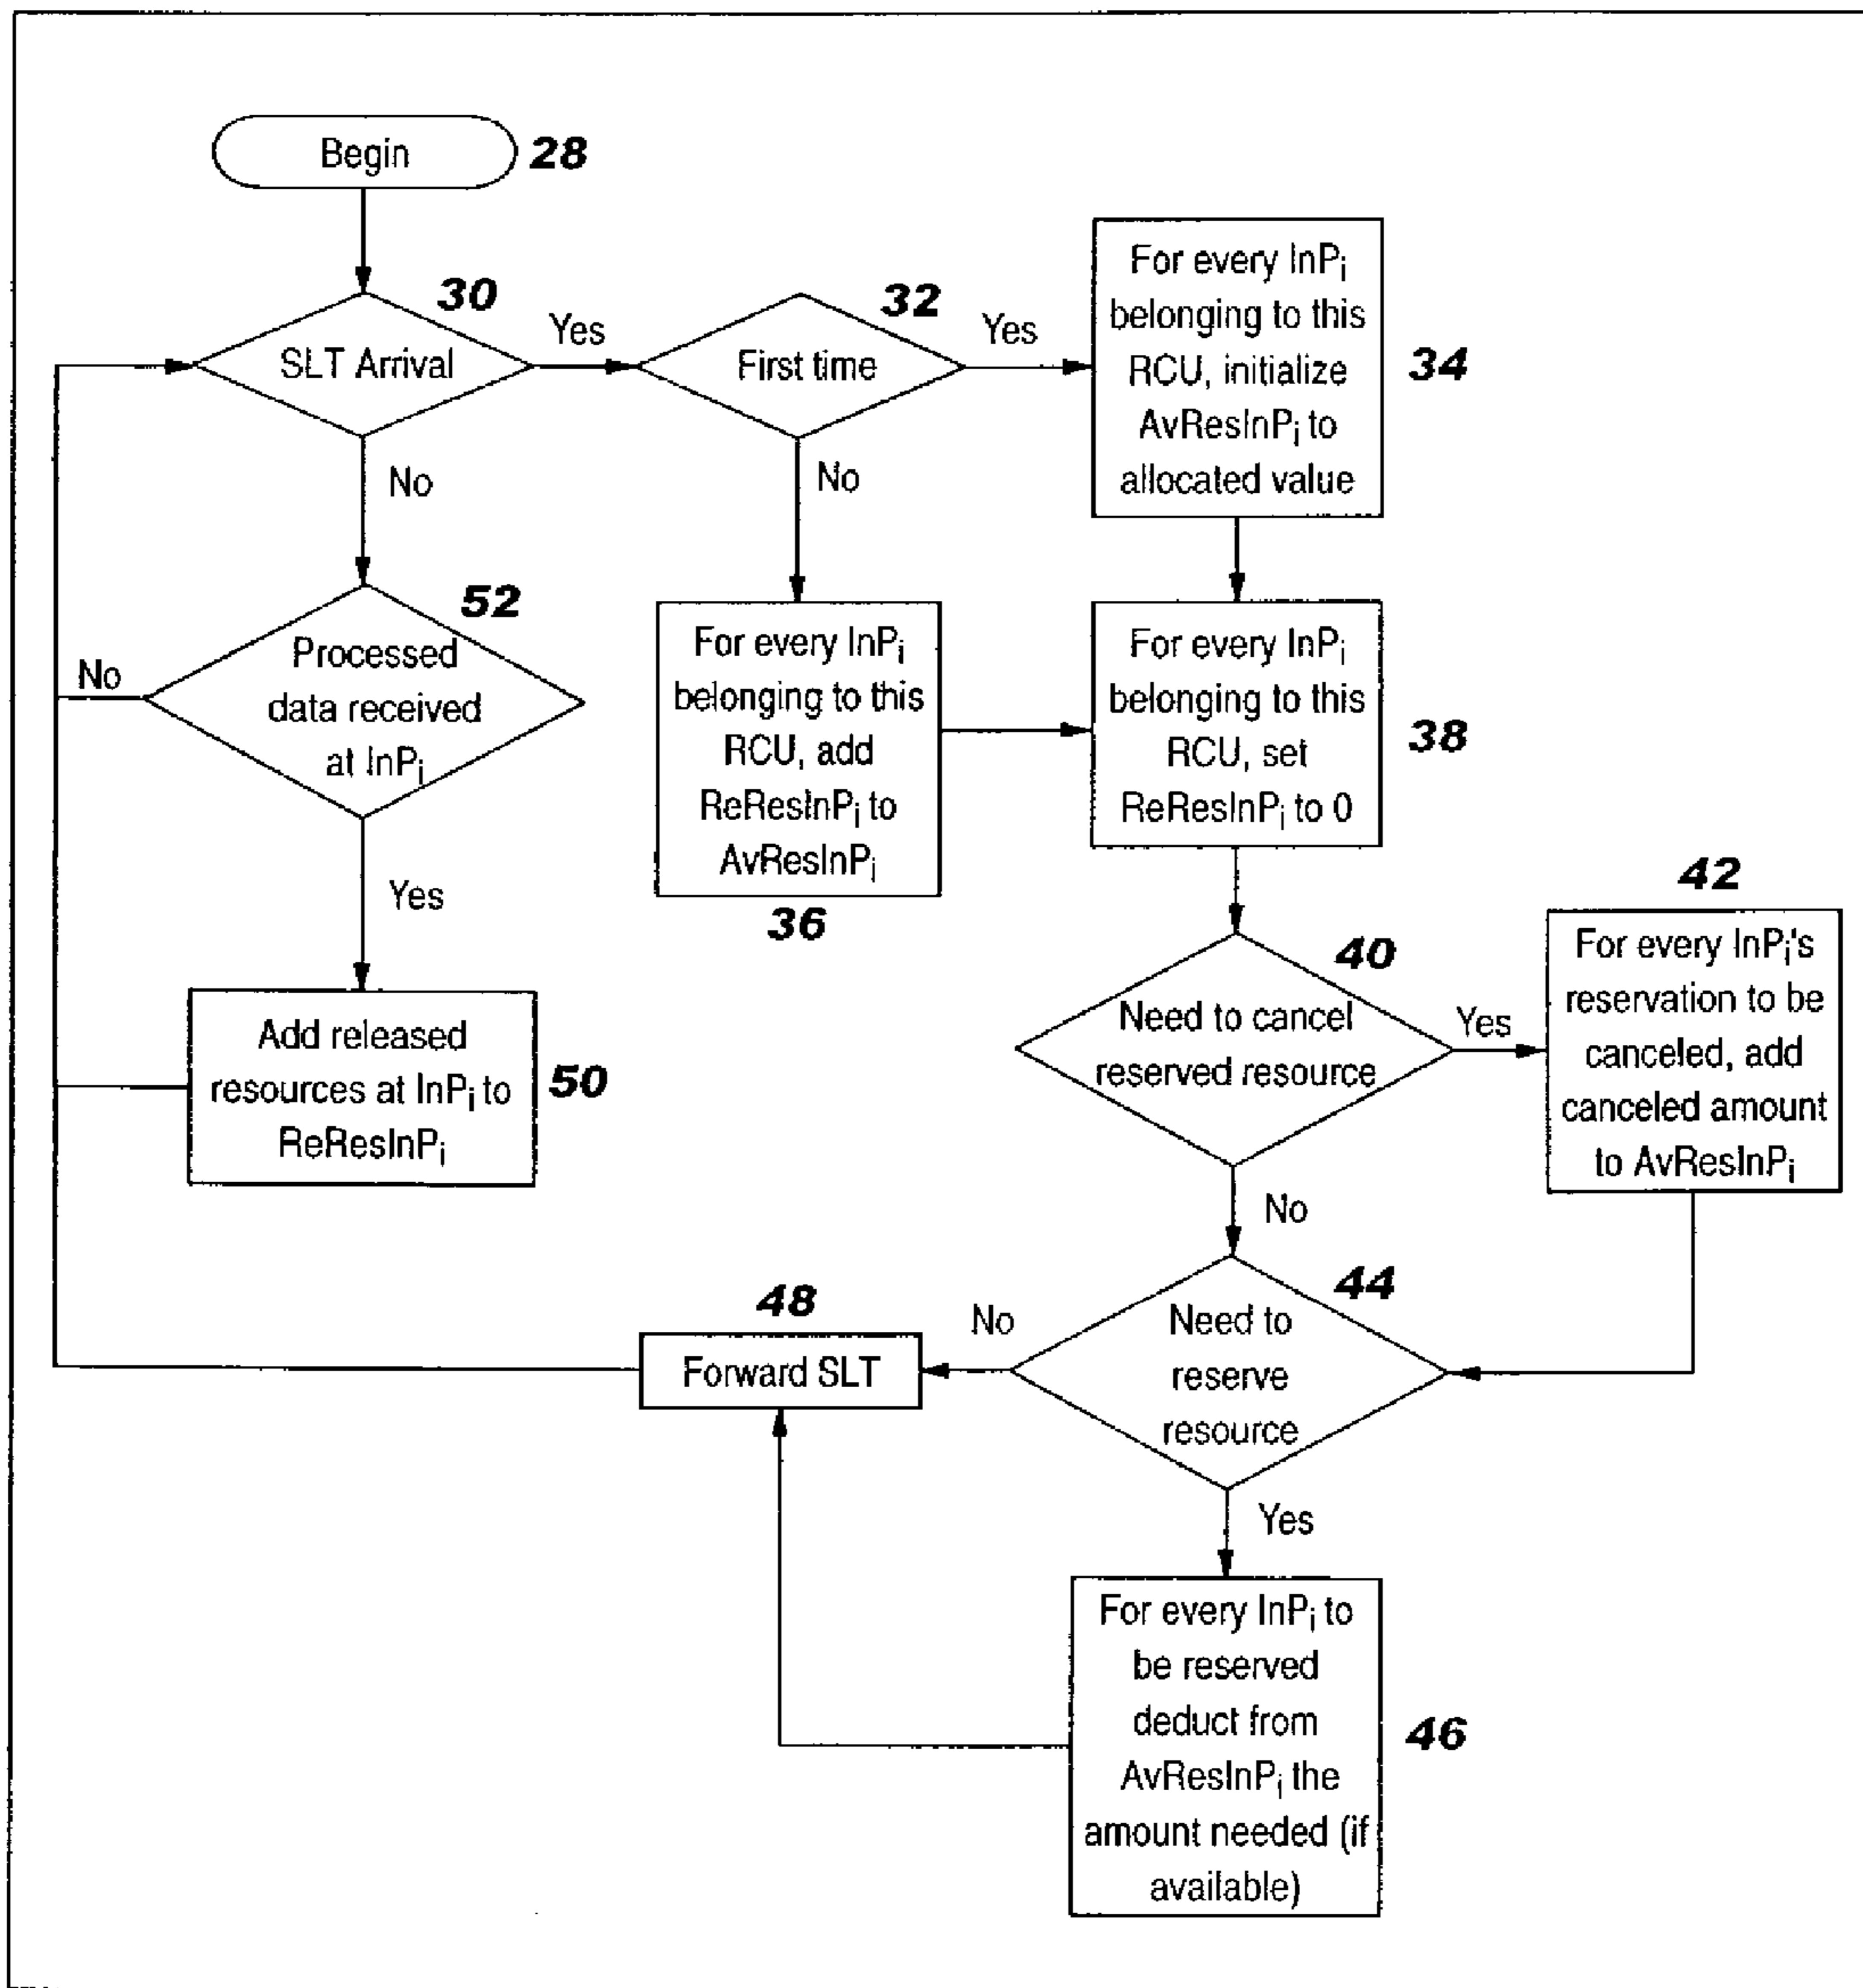 Begin
28
30
SLT Arrival
Yes
No
32
First time
Yes
No
For every InPi
belonging to this
RCU, initialize
AvResInPi to
allocated value
34
52
Processed
data received
at InPi
No
Yes
For every InPi
belonging to this
RCU, add
ReResInPi to
AvResInPi
36
For every InPi
belonging to this
RCU, set
ReResInPi to 0
38
40
Need to cancel
reserved resource
Yes
No
42
For every InPi's
reservation to be
canceled, add
canceled amount
to AvResInPi
Add released
resources at InPi to
ReResInPi
50
44
Need to
reserve
resource
No
Yes
48
Forward SLT
For every InPi to
be reserved
deduct from
AvResInPi the
amount needed (if
available)
46